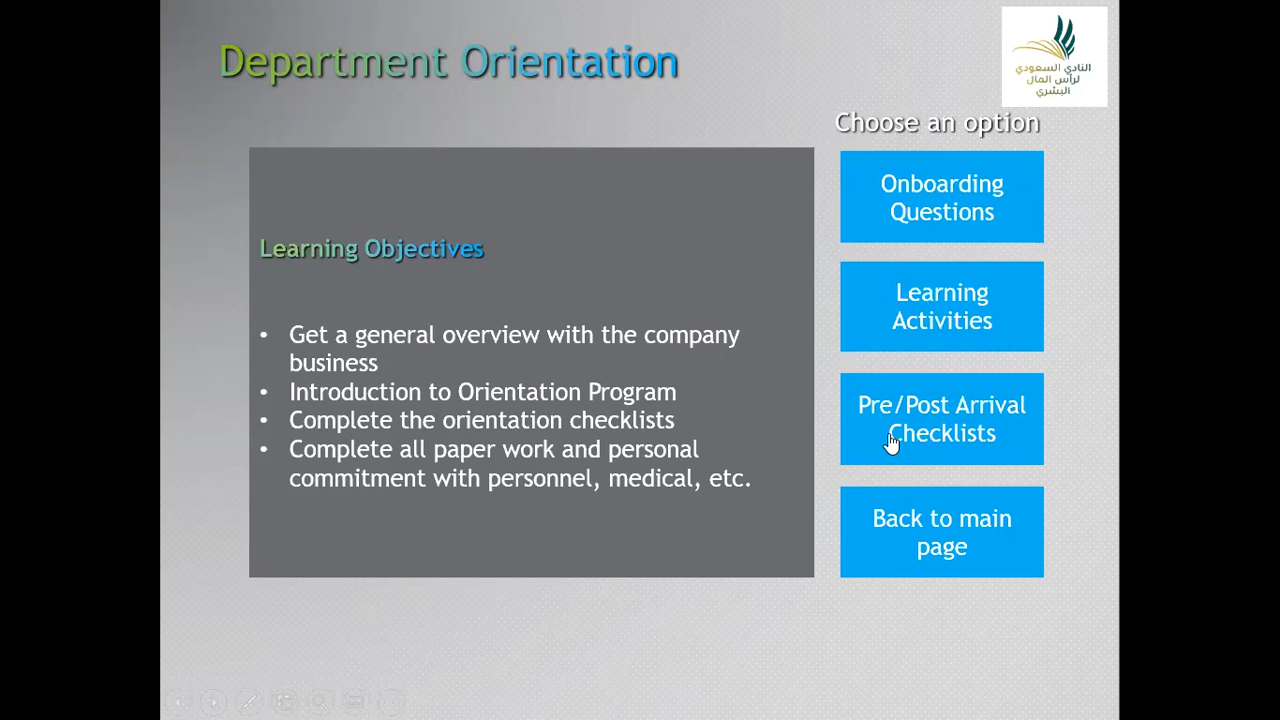 Department Orientation
النادي السعودي
لرأس المال
البشري
Choose an option
Learning Objectives
• Get a general overview with the company
business
• Introduction to Orientation Program
• Complete the orientation checklists
• Complete all paper work and personal
commitment with personnel, medical, etc.
Onboarding
Questions
Learning
Activities
Pre/Post Arrival
Checklists
Back to main
page